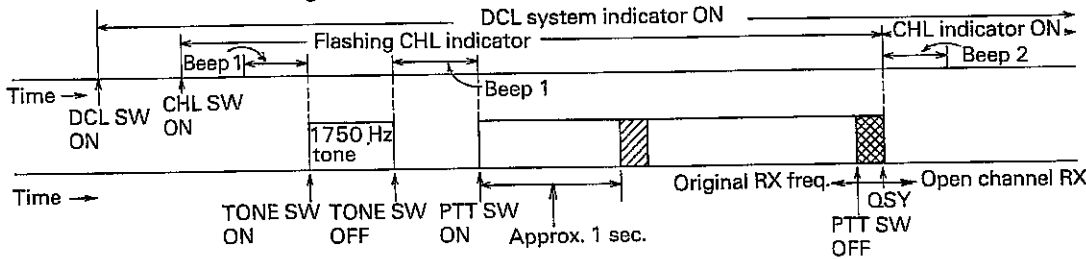 DCL system indicator ON
Flashing CHL indicator
CHL indicator ON
Beep 1
Beep 1
Beep 2
Time
DCL SW
ON
CHL SW
ON
1750 Hz
tone
Time
Original RX freq.
Open channel RX
TONE SW
ON
TONE SW
OFF
PTT SW
ON
Approx. 1 sec.
QSY
PTT SW
OFF